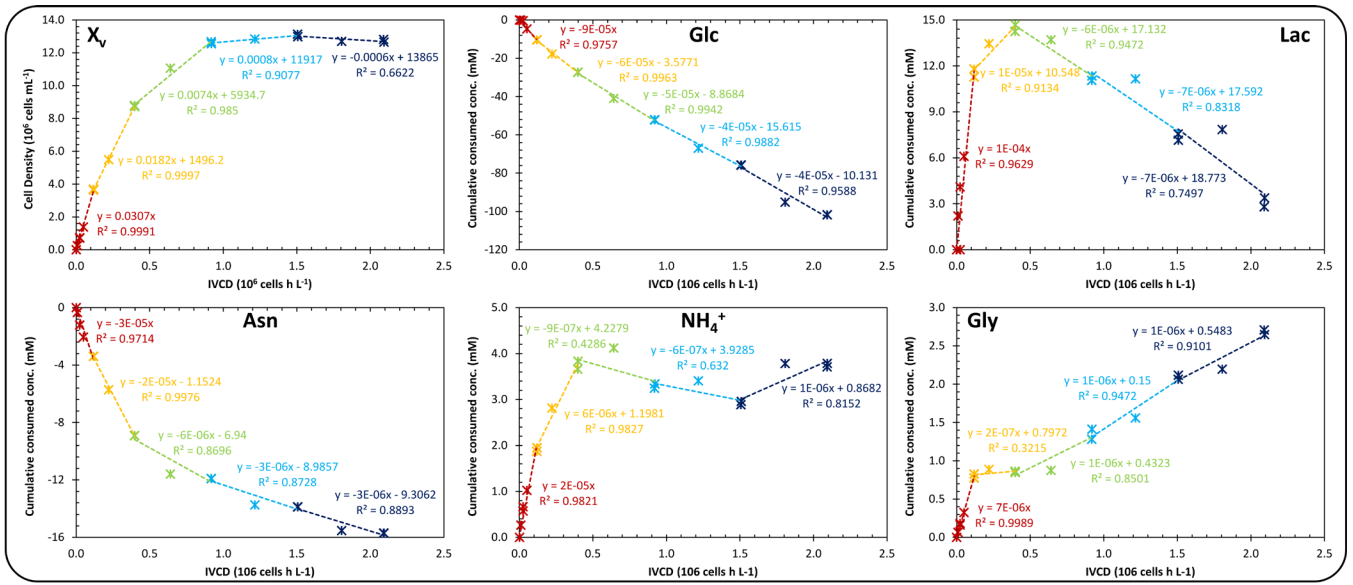 Xv
Cell Density (10⁶ cells mL⁻¹)
14.0
12.0
10.0
8.0
6.0
4.0
2.0
0.0
y = 0.0008x + 11917
R² = 0.9077
y = -0.0006x + 13865
R² = 0.6622
y = 0.0074x + 5934.7
R² = 0.985
y = 0.0182x + 1496.2
R² = 0.9997
y = 0.0307x
R² = 0.9991
0.0 0.5 1.0 1.5 2.0 2.5
IVCD (10⁶ cells h L⁻¹)
Glc
Cumulative consumed conc. (mM)
0
-20
-40
-60
-80
-100
-120
y = -9E-05x
R² = 0.9757
y = -6E-05x - 3.5771
R² = 0.9963
y = -5E-05x - 8.8684
R² = 0.9942
y = -4E-05x - 15.615
R² = 0.9882
y = -4E-05x - 10.131
R² = 0.9588
0.0 0.5 1.0 1.5 2.0 2.5
IVCD (106 cells h L-1)
Lac
Cumulative consumed conc. (mM)
15.0
12.0
9.0
6.0
3.0
0.0
y = -6E-06x + 17.132
R² = 0.9472
y = 1E-05x + 10.548
R² = 0.9134
y = -7E-06x + 17.592
R² = 0.8318
y = 1E-04x
R² = 0.9629
y = -7E-06x + 18.773
R² = 0.7497
0.0 0.5 1.0 1.5 2.0 2.5
IVCD (106 cells h L-1)
Asn
Cumulative consumed conc. (mM)
0
-4
-8
-12
-16
y = -3E-05x
R² = 0.9714
y = -2E-05x - 1.1524
R² = 0.9976
y = -6E-06x - 6.94
R² = 0.8696
y = -3E-06x - 8.9857
R² = 0.8728
y = -3E-06x - 9.3062
R² = 0.8893
0.0 0.5 1.0 1.5 2.0 2.5
IVCD (106 cells h L-1)
NH₄⁺
Cumulative consumed conc. (mM)
5.0
4.0
3.0
2.0
1.0
0.0
y = -9E-07x + 4.2279
R² = 0.4286
y = -6E-07x + 3.9285
R² = 0.632
y = 1E-06x + 0.8682
R² = 0.8152
y = 6E-06x + 1.1981
R² = 0.9827
y = 2E-05x
R² = 0.9821
0.0 0.5 1.0 1.5 2.0 2.5
IVCD (106 cells h L-1)
Gly
Cumulative consumed conc. (mM)
3.0
2.5
2.0
1.5
1.0
0.5
0.0
y = 1E-06x + 0.5483
R² = 0.9101
y = 1E-06x + 0.15
R² = 0.9472
y = 2E-07x + 0.7972
R² = 0.3215
y = 1E-06x + 0.4323
R² = 0.8501
y = 7E-06x
R² = 0.9989
0.0 0.5 1.0 1.5 2.0 2.5
IVCD (106 cells h L-1)